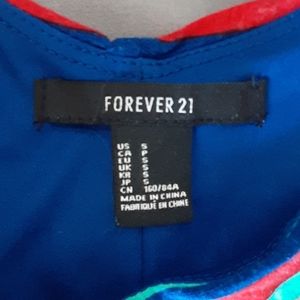 FOREVER 21
US S
CA P
EU S
UK S
KR S
JP S
CN 160/84A
MADE IN CHINA
FABRIQUÉ EN CHINE